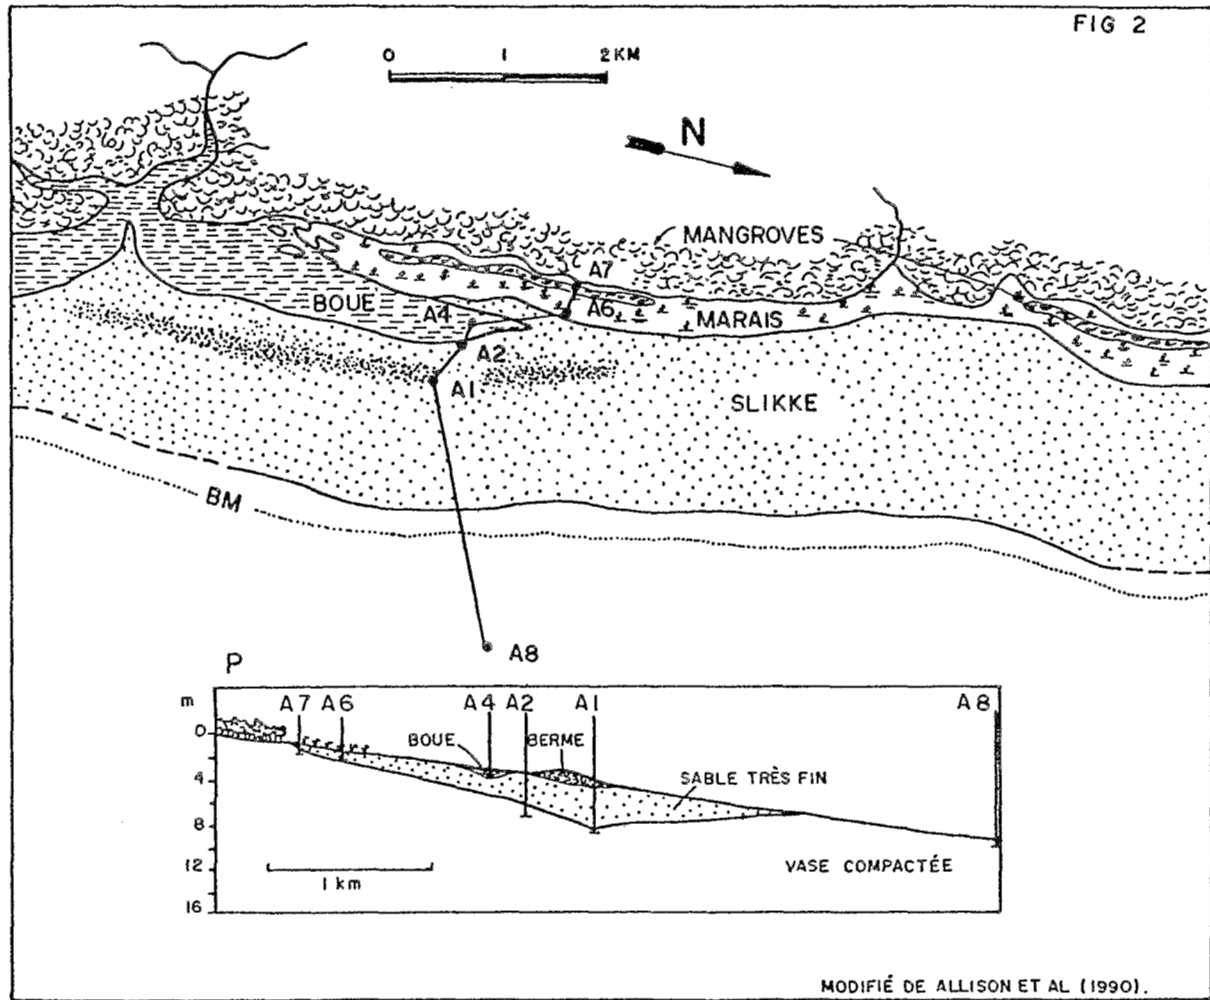 FIG 2
0 1 2 KM
N
MANGROVES
A7
BOUE
A4
A6
MARAIS
A2
A1
SLIKKE
BM
A8
P
m
A7 A6 A4 A2 A1 A8
0
BOUE
BERME
4
SABLE TRÈS FIN
8
12
VASE COMPACTÉE
1 km
16
MODIFIÉ DE ALLISON ET AL (1990).